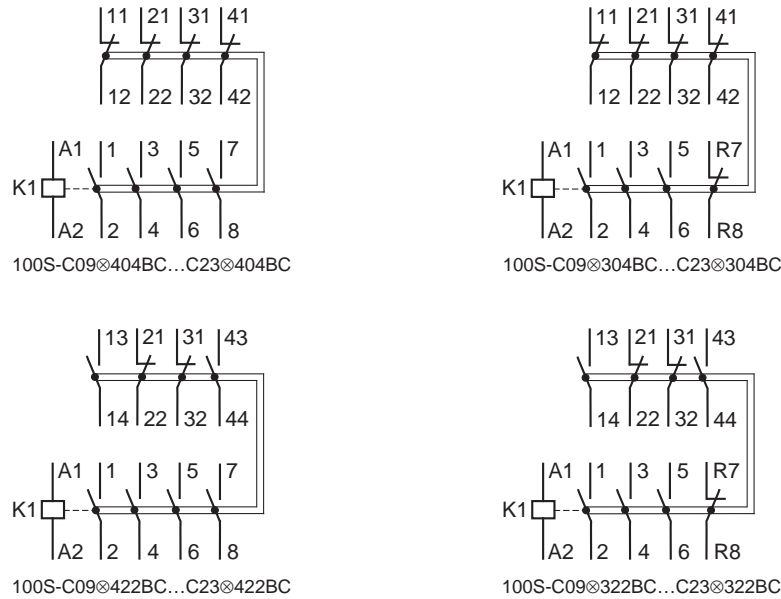 11 21 31 41
12 22 32 42
A1 1 3 5 7
K1
A2 2 4 6 8
100S-C09⊗404BC…C23⊗404BC
11 21 31 41
12 22 32 42
A1 1 3 5 R7
K1
A2 2 4 6 R8
100S-C09⊗304BC…C23⊗304BC
13 21 31 43
14 22 32 44
A1 1 3 5 7
K1
A2 2 4 6 8
100S-C09⊗422BC…C23⊗422BC
13 21 31 43
14 22 32 44
A1 1 3 5 R7
K1
A2 2 4 6 R8
100S-C09⊗322BC…C23⊗322BC